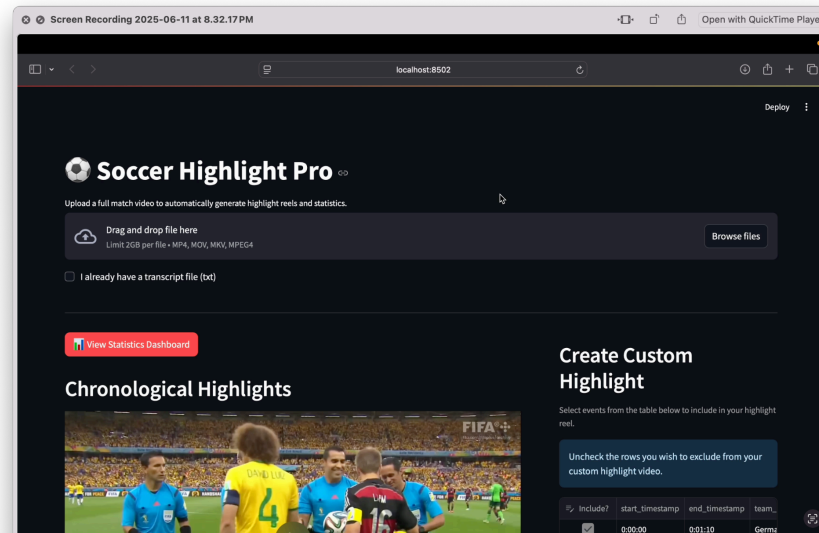 Screen Recording 2025-06-11 at 8.32.17 PM
Open with QuickTime Playe
localhost:8502
Deploy
Soccer Highlight Pro
Upload a full match video to automatically generate highlight reels and statistics.
Drag and drop file here
Limit 2GB per file • MP4, MOV, MKV, MPEG4
Browse files
I already have a transcript file (txt)
View Statistics Dashboard
Chronological Highlights
FIFA
DAVID LUIZ
4
LAHM
16
1
Create Custom
Highlight
Select events from the table below to include in your highlight
reel.
Uncheck the rows you wish to exclude from your
custom highlight video.
Include? start_timestamp end_timestamp team_
0:00:00 0:01:10 Germa